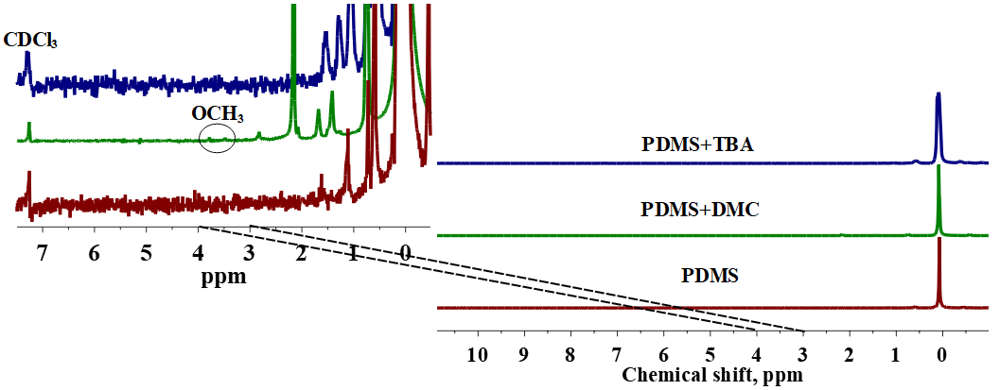 CDCl₃
OCH₃
7 6 5 4 3 2 1 0
ppm
PDMS+TBA
PDMS+DMC
PDMS
10 9 8 7 6 5 4 3 2 1 0
Chemical shift, ppm